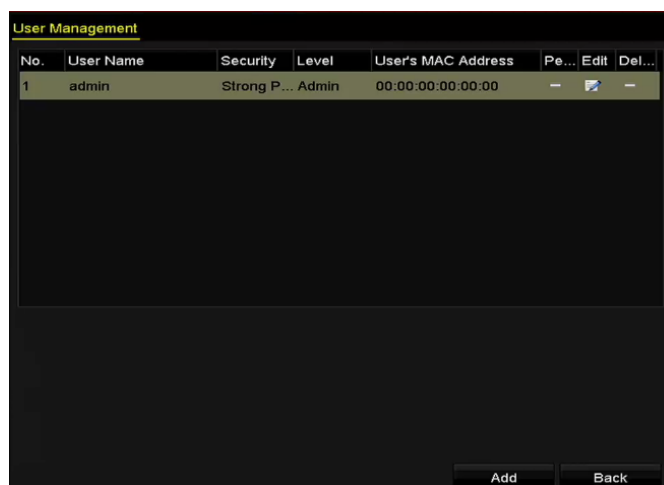 User Management
No. User Name Security Level User's MAC Address Pe... Edit Del...
1 admin Strong P... Admin 00:00:00:00:00:00 – –
Add Back